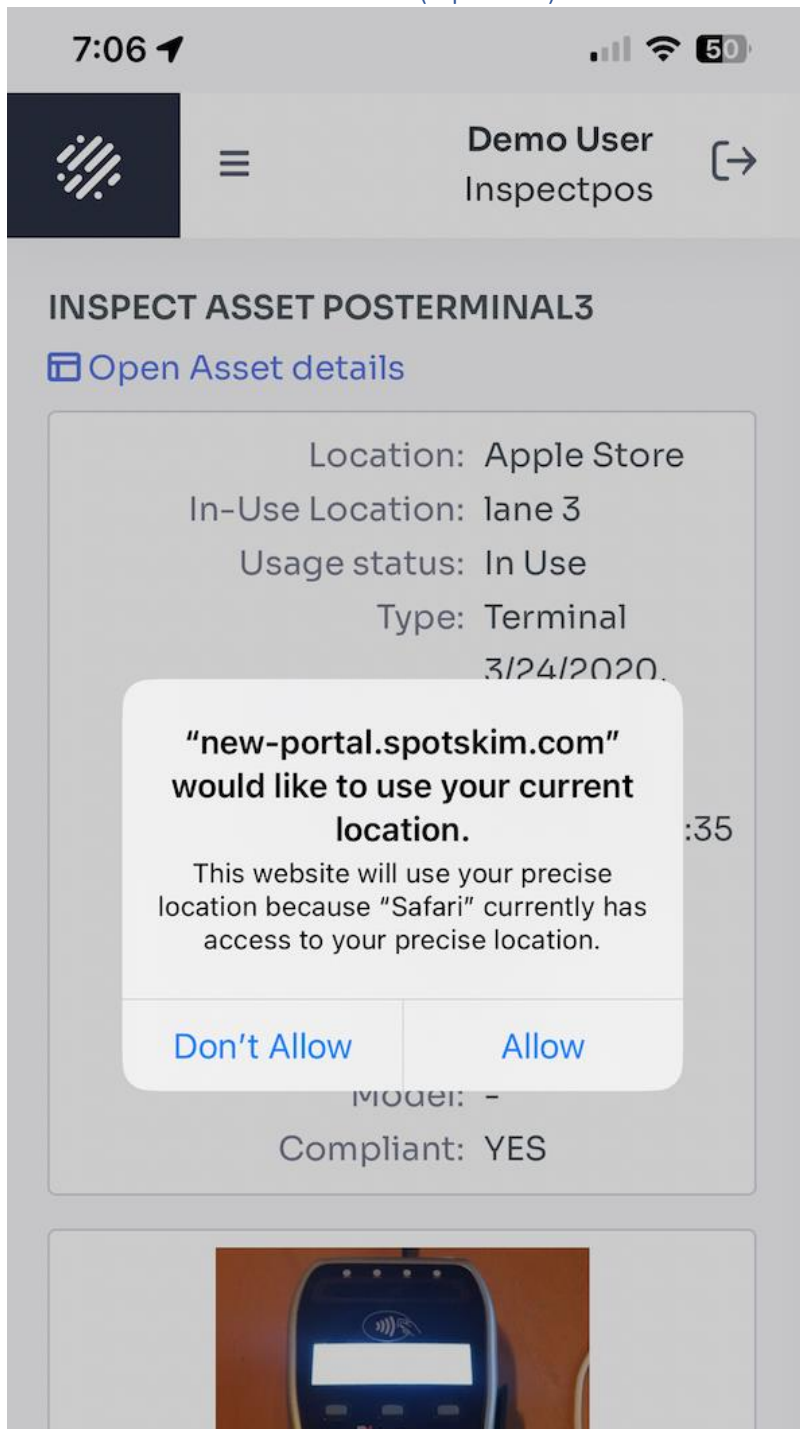 7:06
50
Demo User
Inspectpos
INSPECT ASSET POSTERMINAL3
Open Asset details
Location: Apple Store
In-Use Location: lane 3
Usage status: In Use
Type: Terminal
3/24/2020,
“new-portal.spotskim.com”
would like to use your current
location.
:35
This website will use your precise
location because “Safari” currently has
access to your precise location.
Don’t Allow Allow
Model: -
Compliant: YES